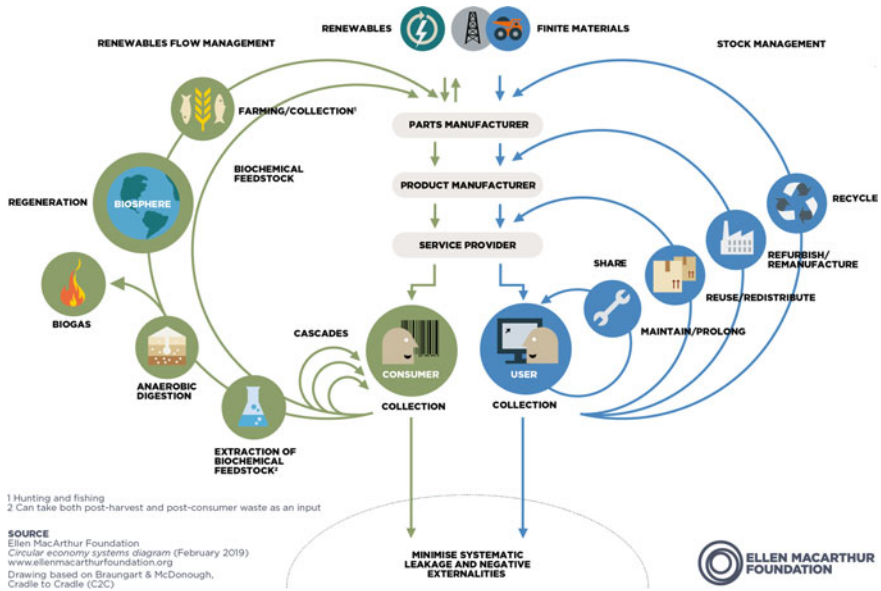 RENEWABLES
FINITE MATERIALS
RENEWABLES FLOW MANAGEMENT
STOCK MANAGEMENT
FARMING/COLLECTION¹
PARTS MANUFACTURER
BIOCHEMICAL
FEEDSTOCK
PRODUCT MANUFACTURER
REGENERATION
BIOSPHERE
RECYCLE
SERVICE PROVIDER
SHARE
REFURBISH/
REMANUFACTURE
REUSE/REDISTRIBUTE
BIOGAS
CASCADES
MAINTAIN/PROLONG
CONSUMER
USER
ANAEROBIC
DIGESTION
COLLECTION
COLLECTION
EXTRACTION OF
BIOCHEMICAL
FEEDSTOCK²
1 Hunting and fishing
2 Can take both post-harvest and post-consumer waste as an input
SOURCE
Ellen MacArthur Foundation
Circular economy systems diagram (February 2019)
www.ellenmacarthurfoundation.org
Drawing based on Braungart & McDonough,
Cradle to Cradle (C2C)
MINIMISE SYSTEMATIC
LEAKAGE AND NEGATIVE
EXTERNALITIES
ELLEN MACARTHUR
FOUNDATION